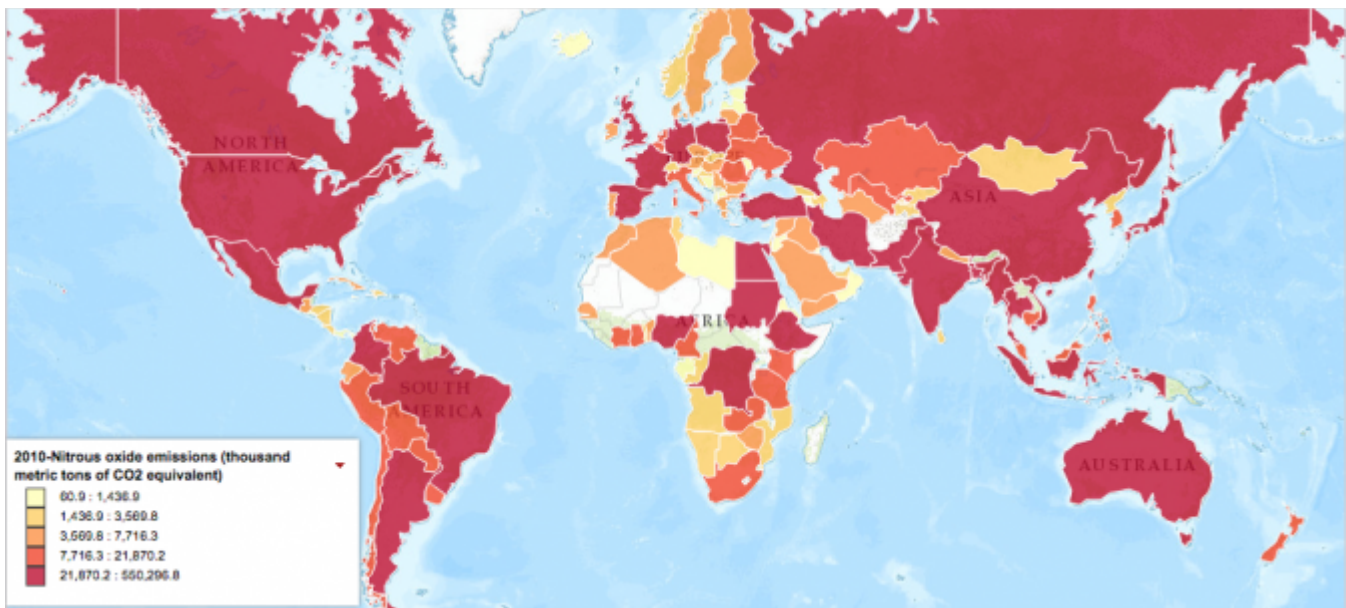 NORTH
AMERICA
EUROPE
ASIA
AFRICA
SOUTH
AMERICA
AUSTRALIA
2010-Nitrous oxide emissions (thousand
metric tons of CO2 equivalent)
60.9 : 1,436.9
1,436.9 : 3,569.8
3,569.8 : 7,716.3
7,716.3 : 21,870.2
21,870.2 : 550,296.8